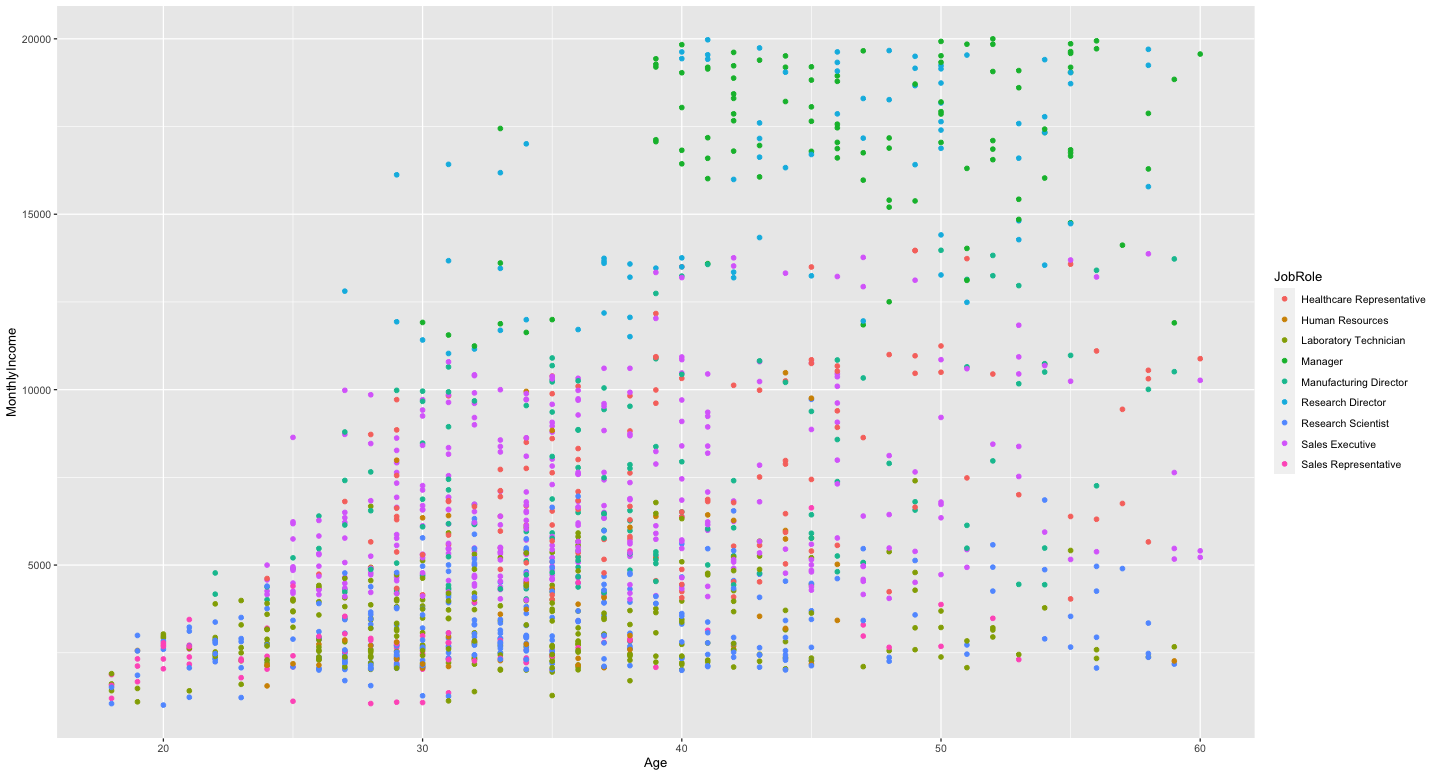 20000
15000
10000
5000
MonthlyIncome
20
30
40
50
60
Age
JobRole
Healthcare Representative
Human Resources
Laboratory Technician
Manager
Manufacturing Director
Research Director
Research Scientist
Sales Executive
Sales Representative